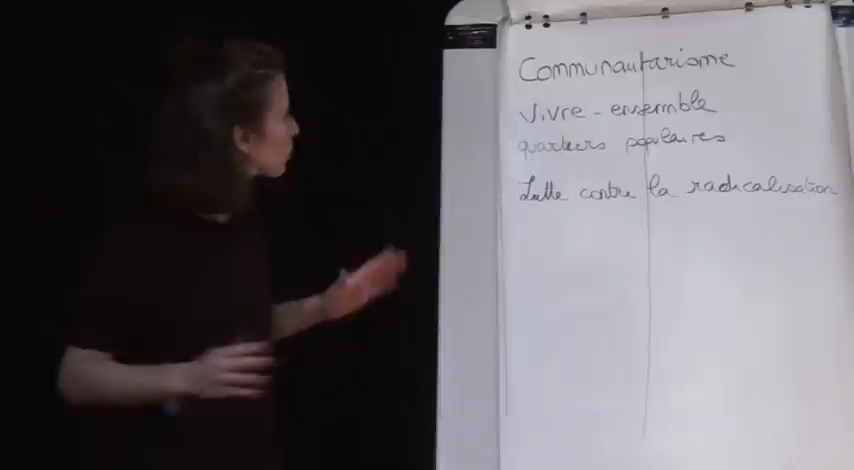 Communautarisme
Vivre-ensemble
quartiers populaires
Lutte contre la radicalisation